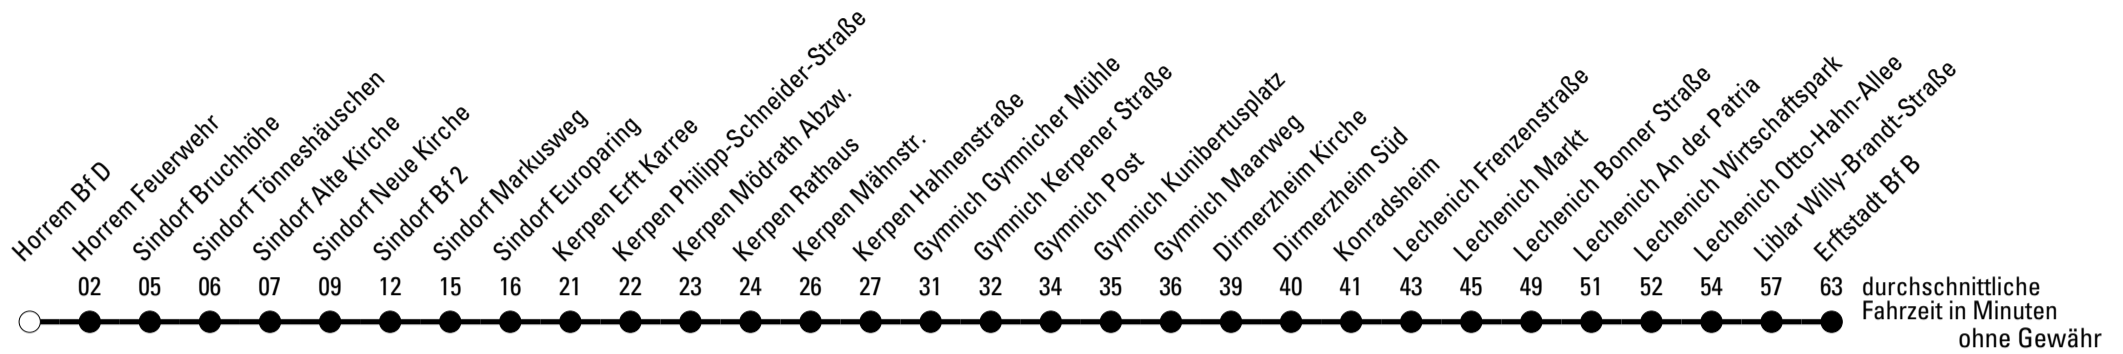 Horrem Bf D
Horrem Feuerwehr
Sindorf Bruchhöhe
Sindorf Tönneshäuschen
Sindorf Alte Kirche
Sindorf Neue Kirche
Sindorf Bf 2
Sindorf Markusweg
Sindorf Europaring
Kerpen Erft Karree
Kerpen Philipp-Schneider-Straße
Kerpen Mödrath Abzw.
Kerpen Rathaus
Kerpen Mähnstr.
Kerpen Hahnenstraße
Gymnich Gymnicher Mühle
Gymnich Kerpener Straße
Gymnich Post
Gymnich Kunibertusplatz
Gymnich Maarweg
Dirmerzheim Kirche
Dirmerzheim Süd
Konradsheim
Lechenich Frenzenstraße
Lechenich Markt
Lechenich Bonner Straße
Lechenich An der Patria
Lechenich Wirtschaftspark
Lechenich Otto-Hahn-Allee
Liblar Willy-Brandt-Straße
Erftstadt Bf B
02 05 06 07 09 12 15 16 21 22 23 24 26 27 31 32 34 35 36 39 40 41 43 45 49 51 52 54 57 63 durchschnittliche
Fahrzeit in Minuten
ohne Gewähr